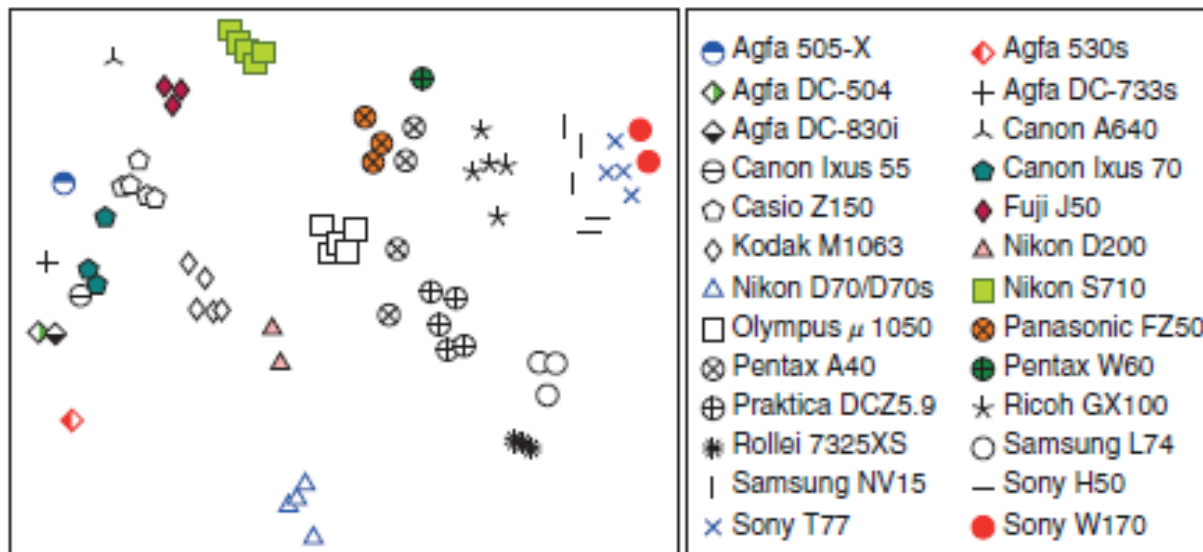 Agfa 505-X Agfa 530s
Agfa DC-504 Agfa DC-733s
Agfa DC-830i Canon A640
Canon Ixus 55 Canon Ixus 70
Casio Z150 Fuji J50
Kodak M1063 Nikon D200
Nikon D70/D70s Nikon S710
Olympus μ 1050 Panasonic FZ50
Pentax A40 Pentax W60
Praktica DCZ5.9 Ricoh GX100
Rollei 7325XS Samsung L74
Samsung NV15 Sony H50
Sony T77 Sony W170